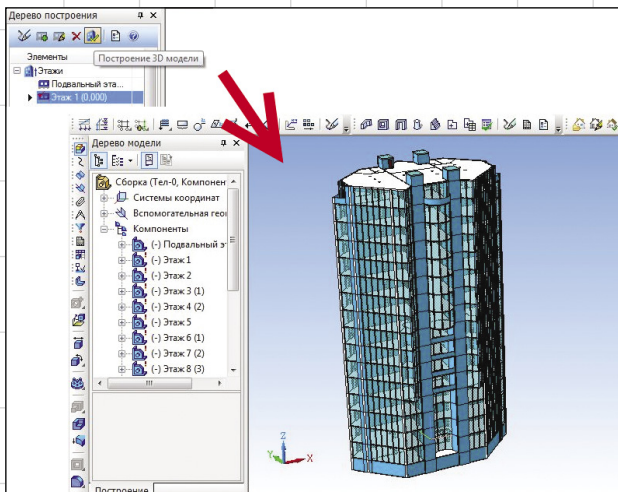 Дерево построения
Элементы
Построение 3D модели
Этажи
Подвальный эта...
Этаж 1 (0,000)
Дерево модели
Сборка (Тел-0, Компонен
Системы координат
Вспомогательная гео
Компоненты
(-) Подвальный э
(-) Этаж 1
(-) Этаж 2
(-) Этаж 3 (1)
(-) Этаж 4 (2)
(-) Этаж 5
(-) Этаж 6 (1)
(-) Этаж 7 (2)
(-) Этаж 8 (3)
Построение
Z
Y
X